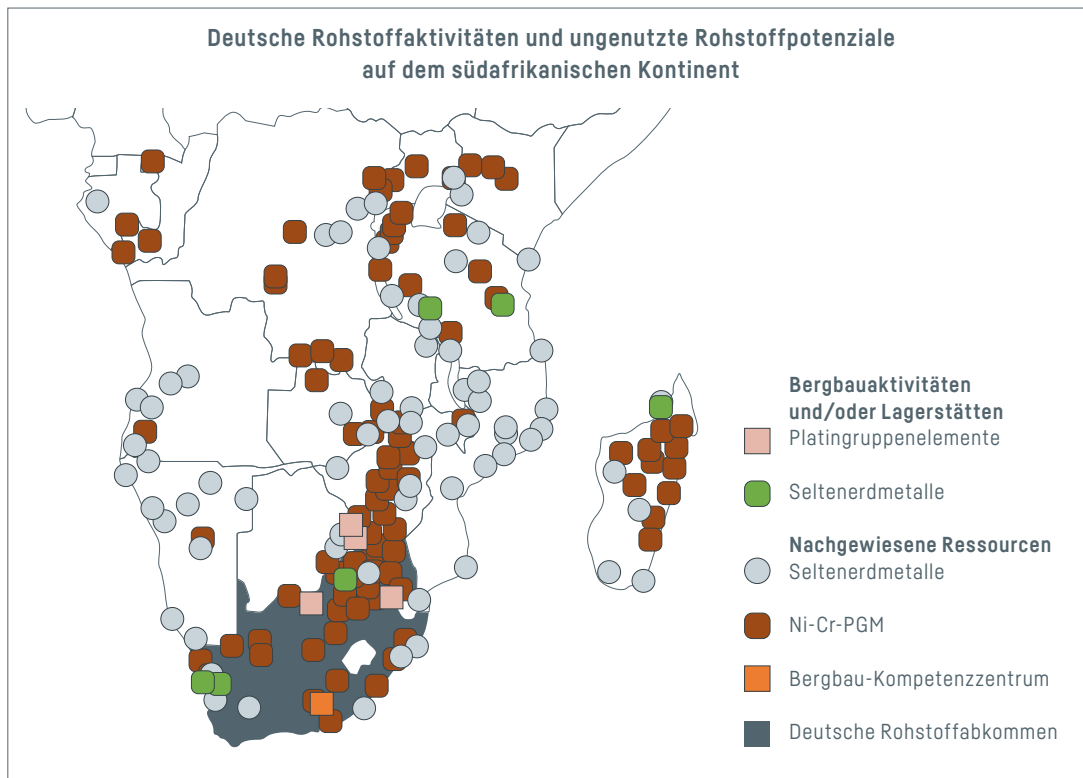 Deutsche Rohstoffaktivitäten und ungenutzte Rohstoffpotenziale
auf dem südafrikanischen Kontinent
Bergbauaktivitäten
und/oder Lagerstätten
Platingruppenelemente
Seltenerdmetalle
Nachgewiesene Ressourcen
Seltenerdmetalle
Ni-Cr-PGM
Bergbau-Kompetenzzentrum
Deutsche Rohstoffabkommen